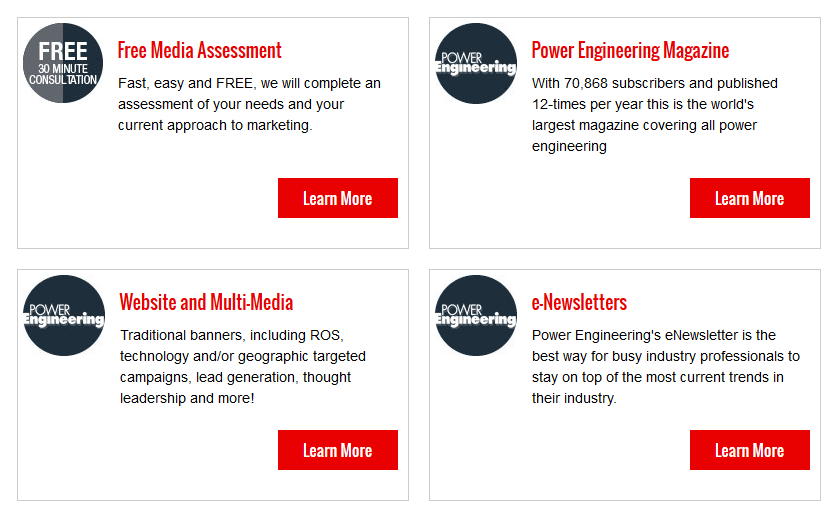 FREE
30 MINUTE
CONSULTATION
Free Media Assessment
Fast, easy and FREE, we will complete an
assessment of your needs and your
current approach to marketing.
Learn More
POWER
Engineering
Power Engineering Magazine
With 70,868 subscribers and published
12-times per year this is the world's
largest magazine covering all power
engineering
Learn More
POWER
Engineering
Website and Multi-Media
Traditional banners, including ROS,
technology and/or geographic targeted
campaigns, lead generation, thought
leadership and more!
Learn More
POWER
Engineering
e-Newsletters
Power Engineering's eNewsletter is the
best way for busy industry professionals to
stay on top of the most current trends in
their industry.
Learn More